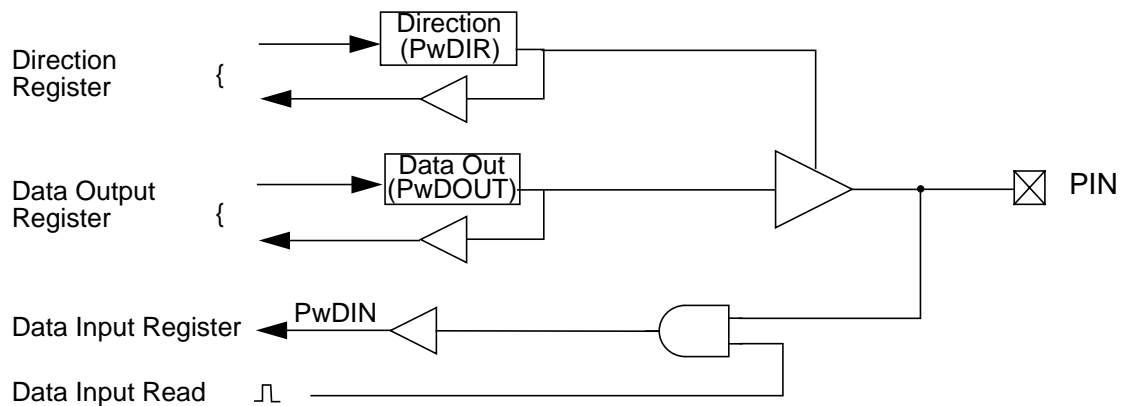 Direction
(PwDIR)
Direction
Register
{
Data Out
(PwDOUT)
Data Output
Register
{
PIN
PwDIN
Data Input Register
Data Input Read